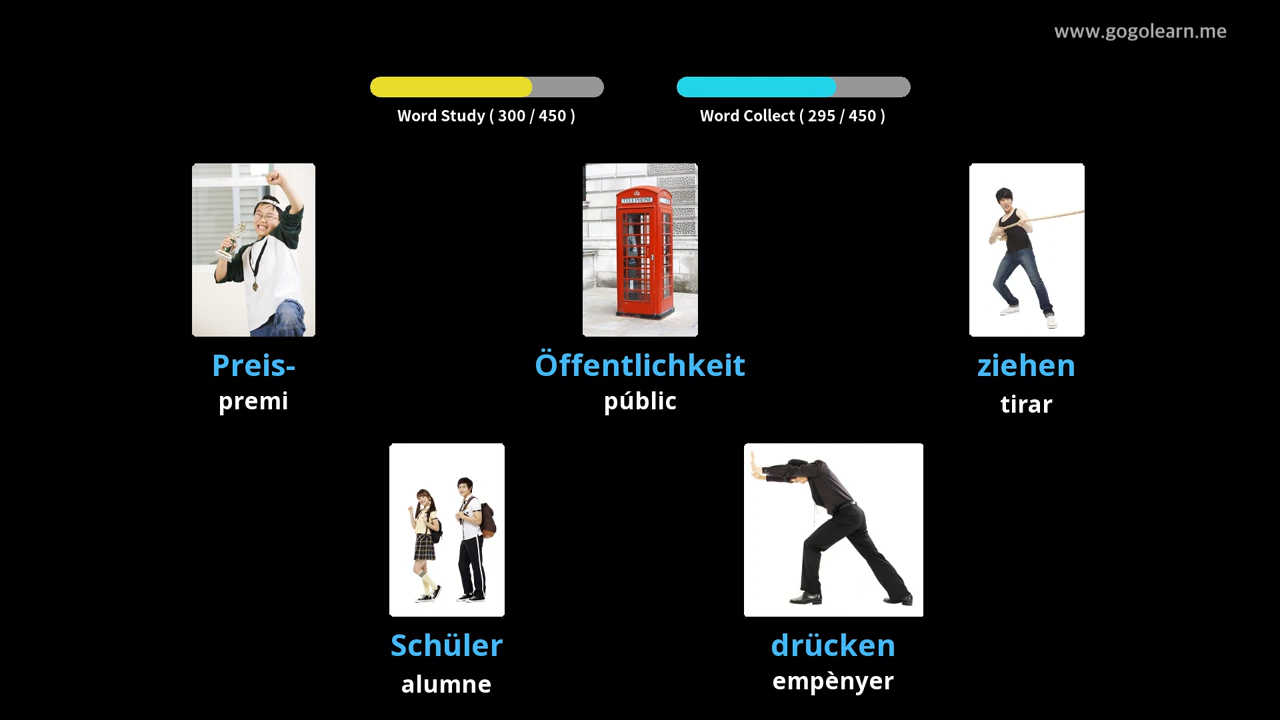 www.gogolearn.me
Word Study ( 300 / 450 )
Word Collect ( 295 / 450 )
TELEPHONE
Preis-
premi
Öffentlichkeit
públic
ziehen
tirar
Schüler
alumne
drücken
empènyer